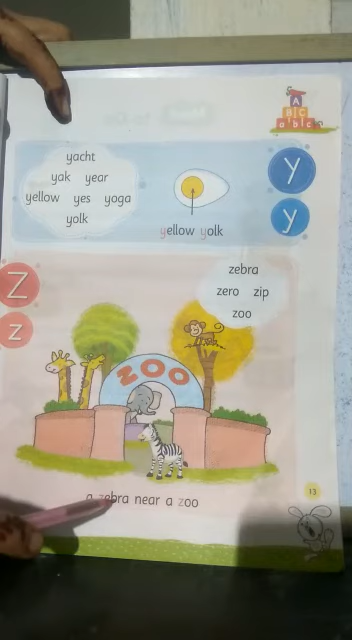 A
B C
a b c
yacht
yak year
yellow yes yoga
yolk
yellow yolk
Y
y
Z
z
zebra
zero zip
zoo
ZOO
a zebra near a zoo
13